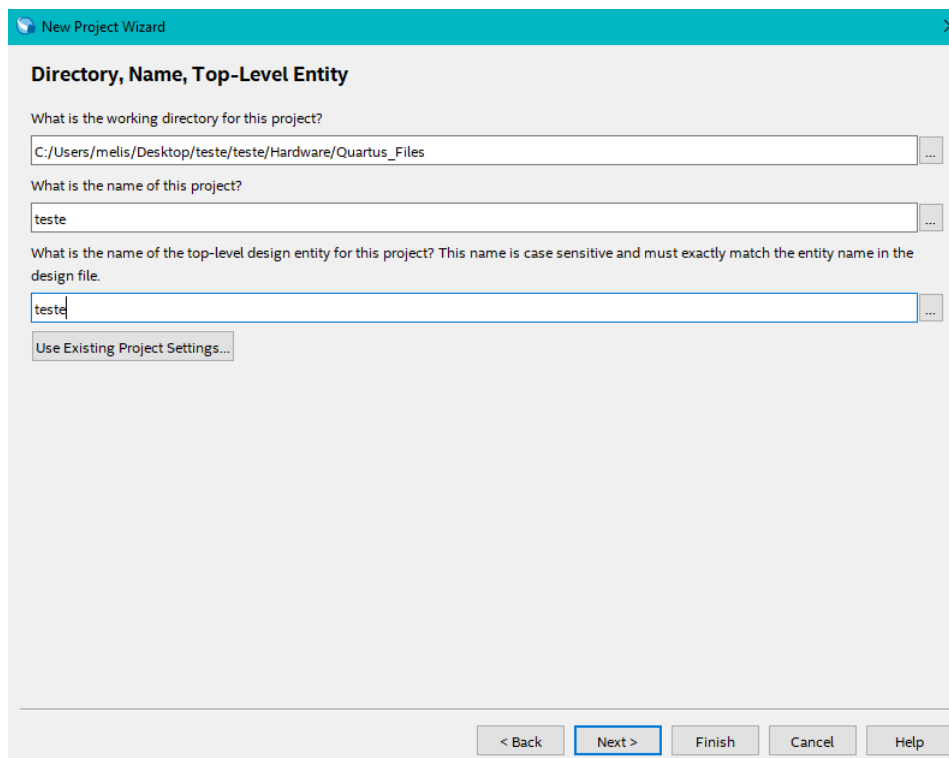 New Project Wizard
Directory, Name, Top-Level Entity
What is the working directory for this project?
C:/Users/melis/Desktop/teste/teste/Hardware/Quartus_Files
...
What is the name of this project?
teste
...
What is the name of the top-level design entity for this project? This name is case sensitive and must exactly match the entity name in the
design file.
teste
...
Use Existing Project Settings...
< Back
Next >
Finish
Cancel
Help